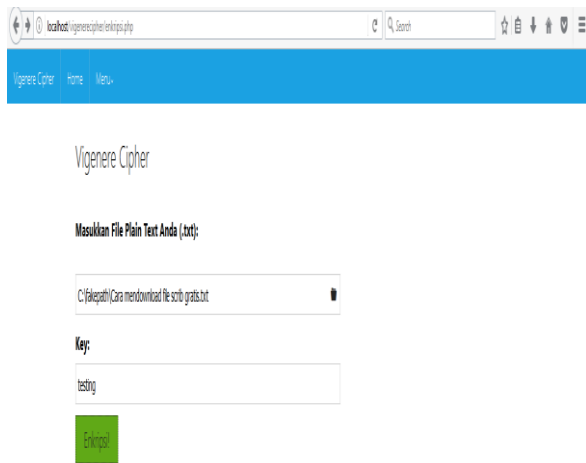 localhost/vigenerecipher/enkripsi.php
Search
Vigenere Cipher Home Menu
Vigenere Cipher
Masukkan File Plain Text Anda (.txt):
C:\fakepath\Cara mendownload file scrib gratis.txt
Key:
testing
Enkripsi!